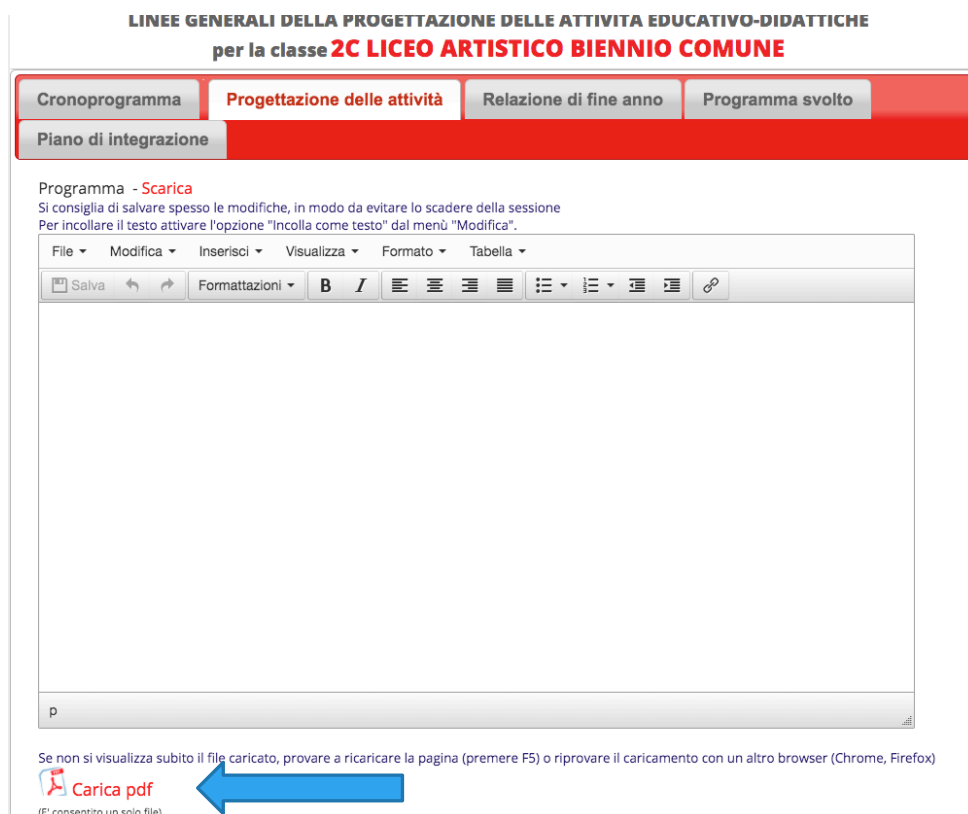 LINEE GENERALI DELLA PROGETTAZIONE DELLE ATTIVITÀ EDUCATIVO-DIDATTICHE
per la classe 2C LICEO ARTISTICO BIENNIO COMUNE
Cronoprogramma Progettazione delle attività Relazione di fine anno Programma svolto
Piano di integrazione
Programma - Scarica
Si consiglia di salvare spesso le modifiche, in modo da evitare lo scadere della sessione
Per incollare il testo attivare l'opzione "Incolla come testo" dal menù "Modifica".
File Modifica Inserisci Visualizza Formato Tabella
Salva Formattazioni B I
p
Se non si visualizza subito il file caricato, provare a ricaricare la pagina (premere F5) o riprovare il caricamento con un altro browser (Chrome, Firefox)
Carica pdf
(E' consentito un solo file)